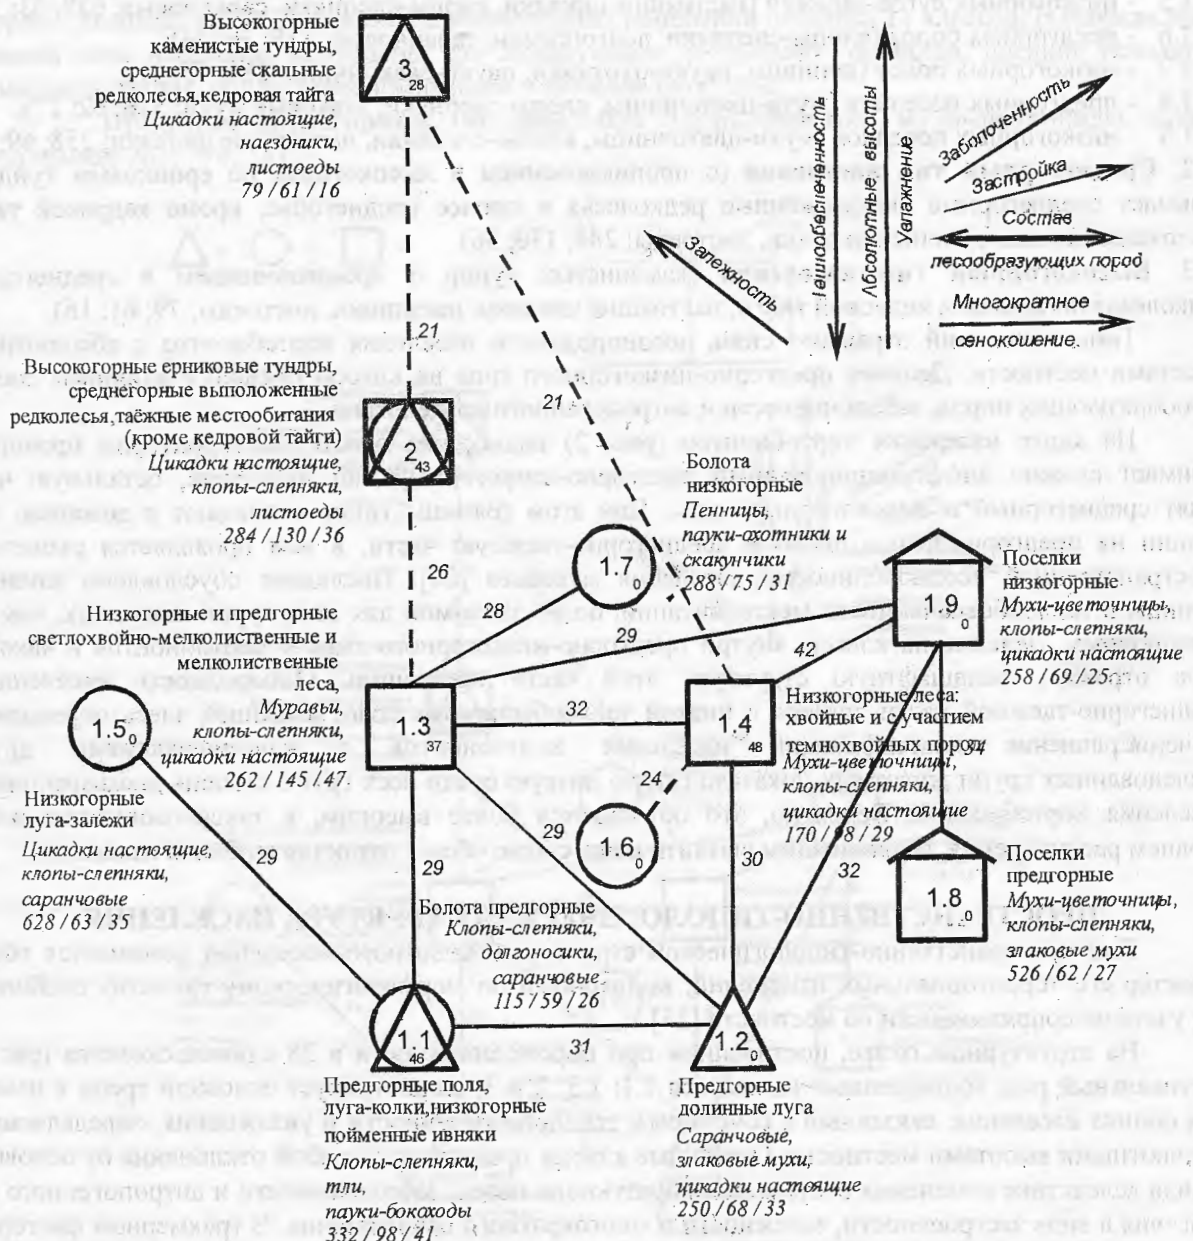 Высокогорные
каменистые тундры,
среднегорные скальные
редколесья, кедровая тайга
Цикадки настоящие,
наездники,
листоеды
79 / 61 / 16
3 28
21
21
Теплообеспеченность
Абсолютные высоты
Увлажнение
Залежность
Заболоченность
Застройка
Состав
лесообразующих пород
Многократное
сенокошение
Высокогорные ерниковые тундры,
среднегорные выположенные
редколесья, таёжные местообитания
(кроме кедровой тайги)
Цикадки настоящие,
клопы-слепняки,
листоеды
284 / 130 / 36
2 43
26
Болота
низкогорные
Пенницы,
пауки-охотники и
скакунчики
288 / 75 / 31
1.7 0
28
29
42
Поселки
низкогорные
Мухи-цветочницы,
клопы-слепняки,
цикадки настоящие
258 / 69 / 25
1.9 0
Низкогорные и предгорные
светлохвойно-мелколиственные и
мелколиственные
леса,
Муравьи,
клопы-слепняки,
цикадки настоящие
262 / 145 / 47
1.3 37
32
1.4 48
Низкогорные леса:
хвойные и с участием
темнохвойных пород
Мухи-цветочницы,
клопы-слепняки,
цикадки настоящие
170 / 98 / 29
34
24
1.5 0
Низкогорные
луга-залежи
Цикадки настоящие,
клопы-слепняки,
саранчовые
628 / 63 / 35
29
29
29
1.6 0
30
32
Поселки
предгорные
Мухи-цветочницы,
клопы-слепняки,
злаковые мухи
526 / 62 / 27
1.8 0
Болота предгорные
Клопы-слепняки,
долгоносики,
саранчовые
115 / 59 / 26
1.1 46
31
1.2 0
Предгорные поля,
луга-колки, низкогорные
пойменные ивняки
Клопы-слепняки,
тли,
пауки-бокоходы
332 / 98 / 41
Предгорные
долинные луга
Саранчовые,
злаковые мухи,
цикадки настоящие
250 / 68 / 33